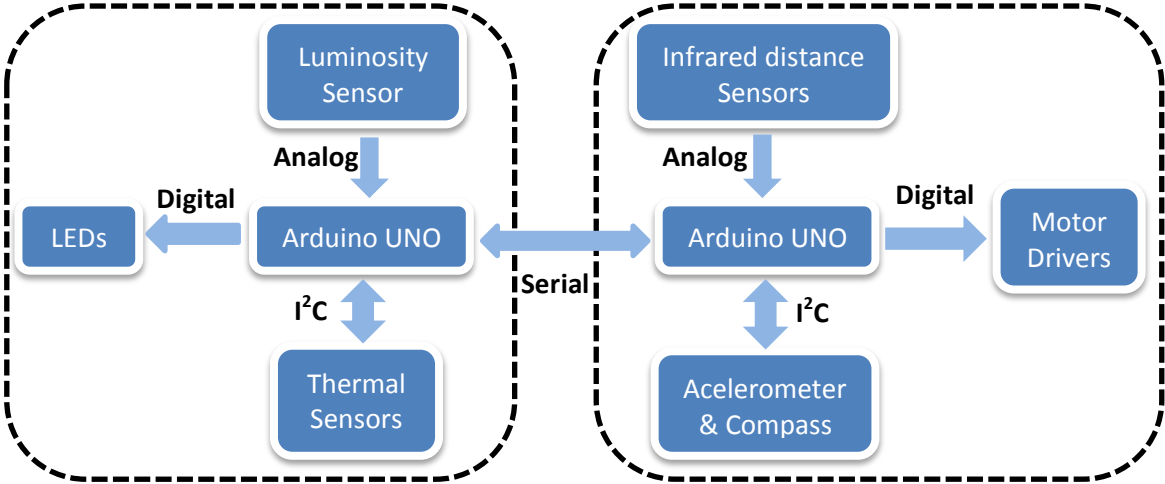 Luminosity
Sensor
Analog
Digital
LEDs
Arduino UNO
I²C
Thermal
Sensors
Serial
Infrared distance
Sensors
Analog
Digital
Arduino UNO
Motor
Drivers
I²C
Acelerometer
& Compass